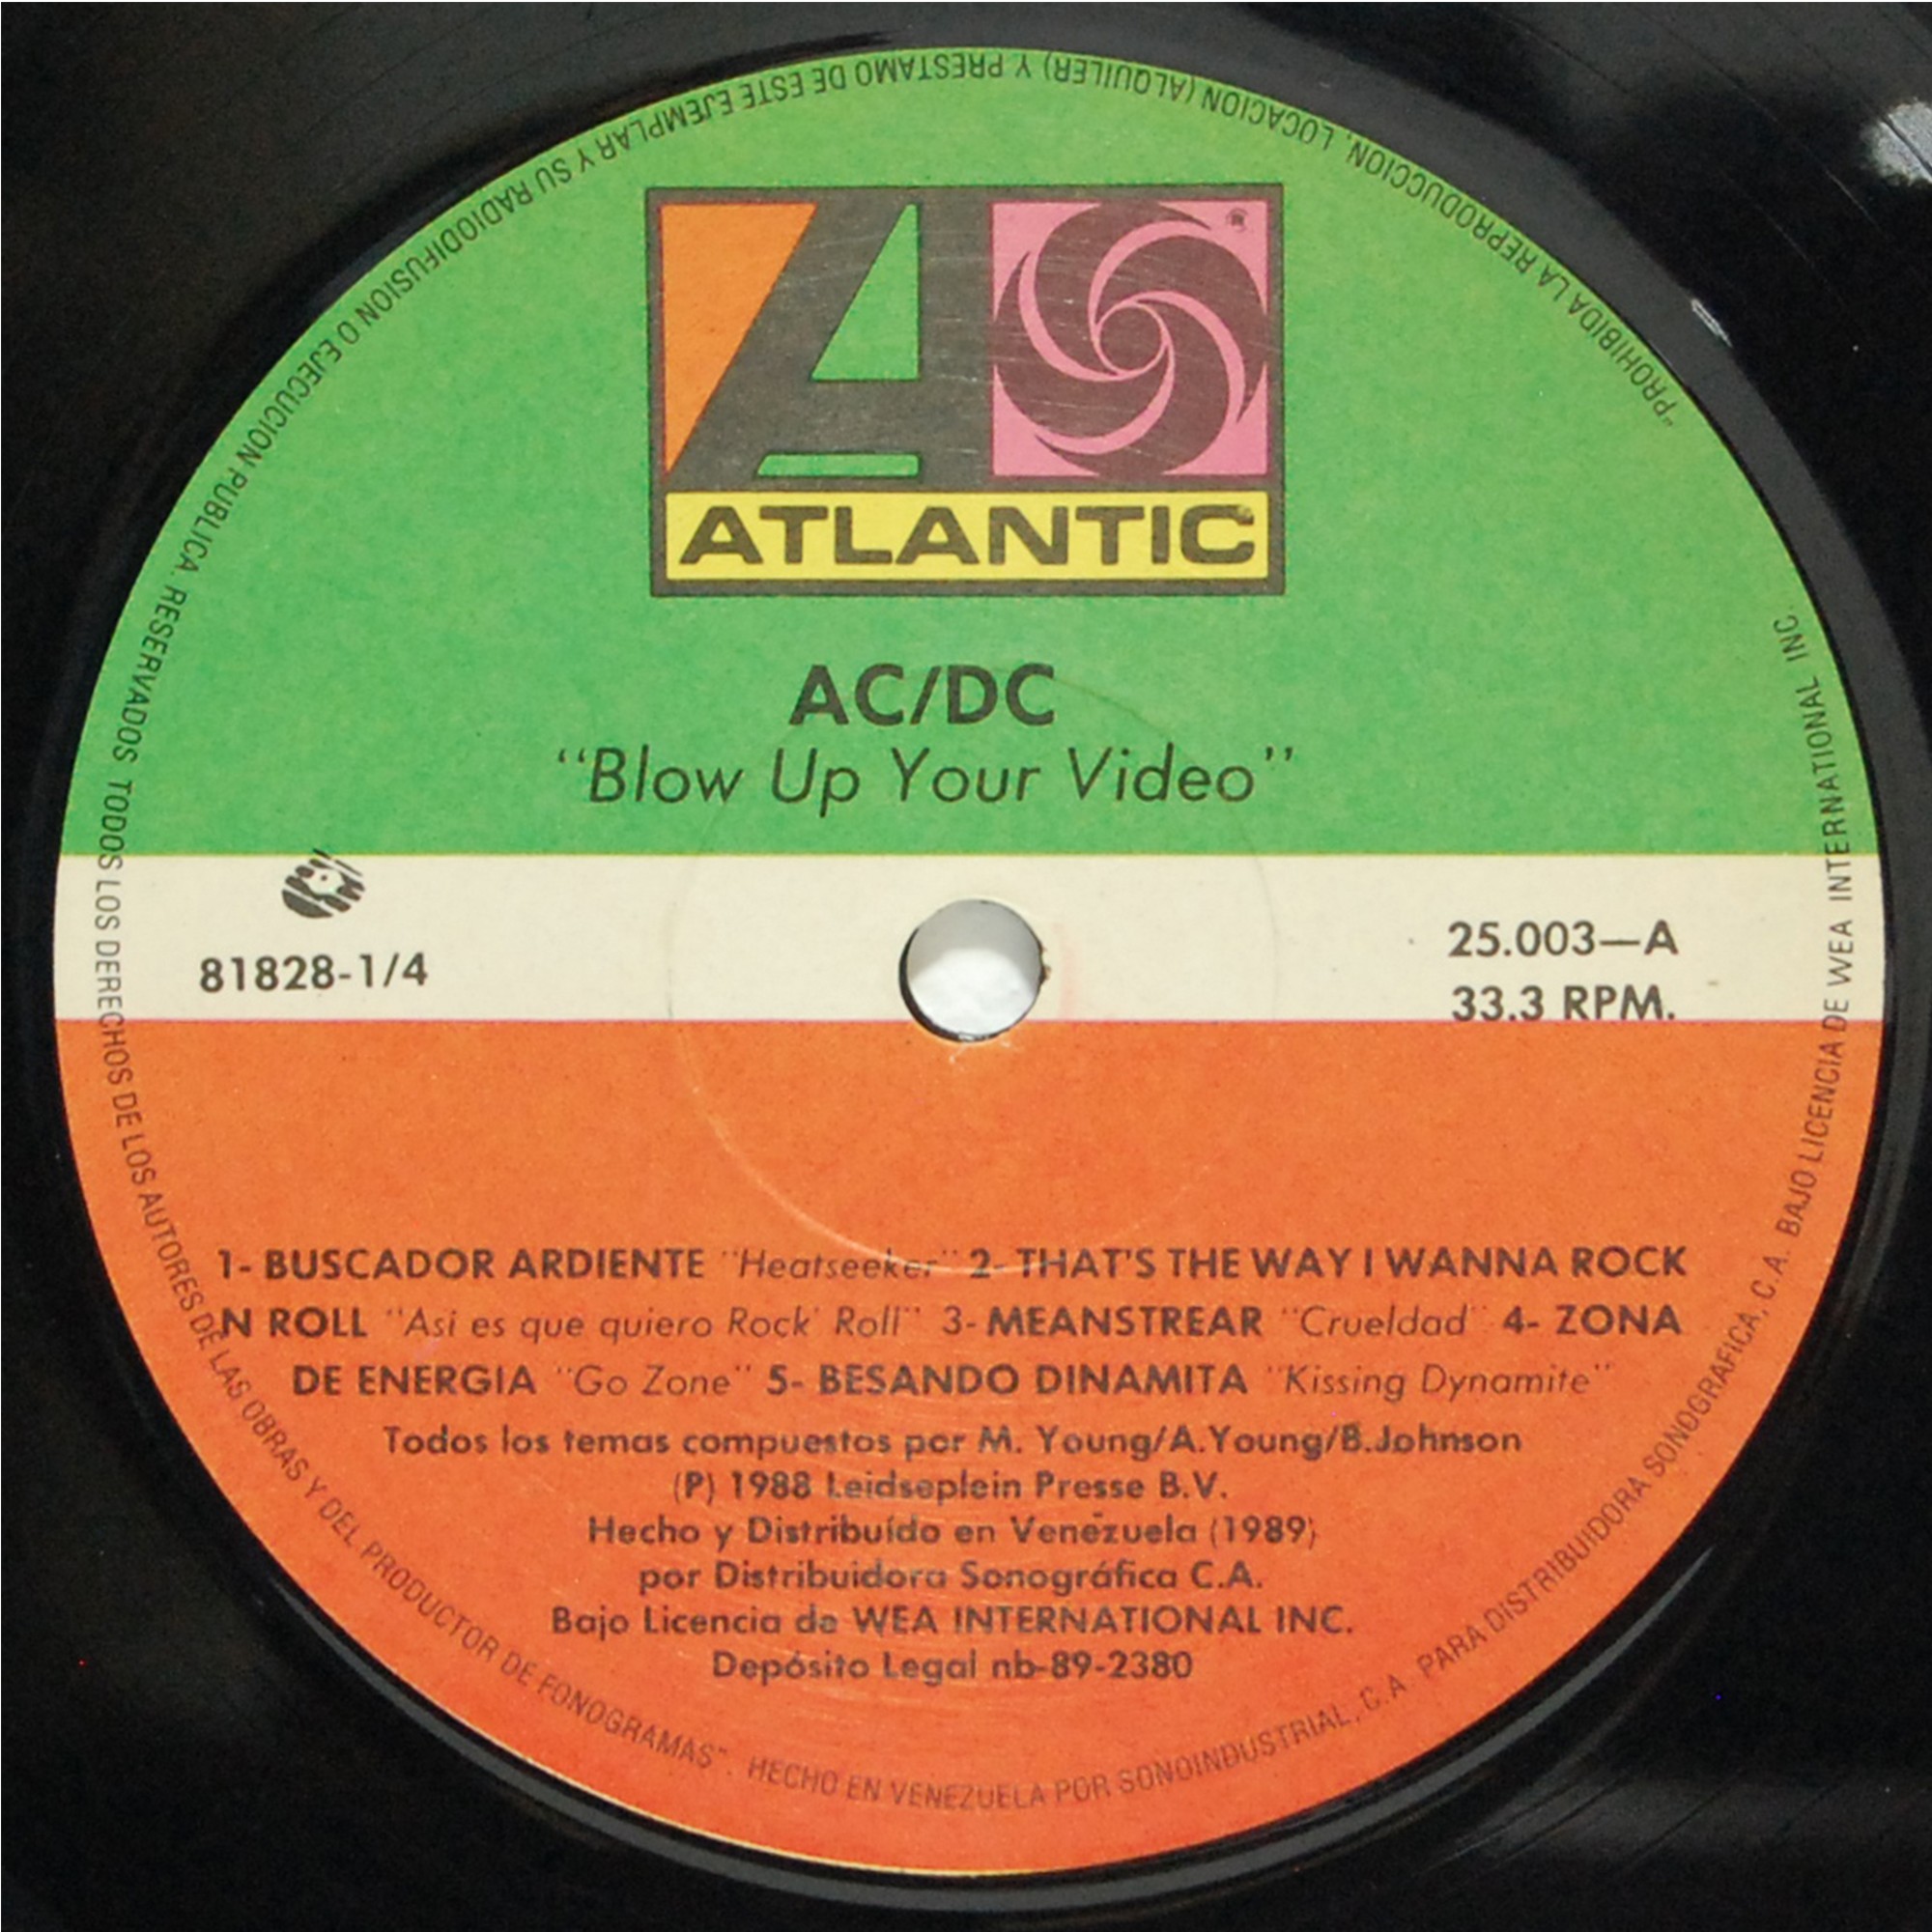 "PROHIBIDA LA REPRODUCCION, LOCACION (ALQUILER) Y PRESTAMO DE ESTE EJEMPLAR Y SU RADIODIFUSION O EJECUCION PUBLICA. RESERVADOS TODOS LOS DERECHOS DE LOS AUTORES DE LAS OBRAS Y DEL PRODUCTOR DE FONOGRAMAS". HECHO EN VENEZUELA POR SONOINDUSTRIAL, C.A. PARA DISTRIBUIDORA SONOGRAFICA, C.A. BAJO LICENCIA DE WEA INTERNATIONAL INC.
A ®
ATLANTIC
AC/DC
"Blow Up Your Video"
81828-1/4
25.003—A
33.3 RPM.
1- BUSCADOR ARDIENTE "Heatseeker" 2- THAT'S THE WAY I WANNA ROCK
N ROLL "Asi es que quiero Rock' Roll" 3- MEANSTREAR "Crueldad" 4- ZONA
DE ENERGIA "Go Zone" 5- BESANDO DINAMITA "Kissing Dynamite"
Todos los temas compuestos por M. Young/A.Young/B.Johnson
(P) 1988 Leidseplein Presse B.V.
Hecho y Distribuído en Venezuela (1989)
por Distribuidora Sonográfica C.A.
Bajo Licencia de WEA INTERNATIONAL INC.
Depósito Legal nb-89-2380